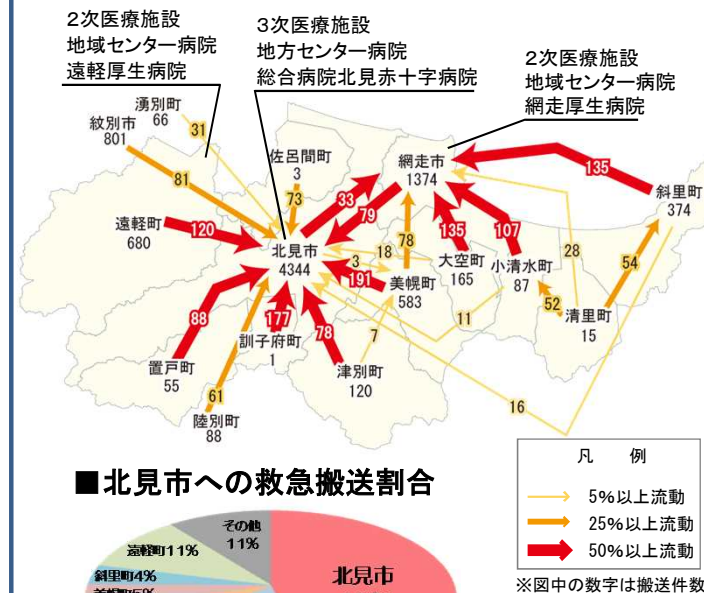 2次医療施設
地域センター病院
遠軽厚生病院
3次医療施設
地方センター病院
総合病院北見赤十字病院
2次医療施設
地域センター病院
網走厚生病院
湧別町
66
31
紋別市
801
81
佐呂間町
3
73
33
79
網走市
1374
135
斜里町
374
遠軽町
680
120
北見市
4344
3
18
78
191
美幌町
583
135
大空町
165
107
小清水町
87
28
54
52
清里町
15
88
177
78
7
11
16
置戸町
55
61
訓子府町
1
津別町
120
陸別町
88
凡 例
5%以上流動
25%以上流動
50%以上流動
※図中の数字は搬送件数
■北見市への救急搬送割合
その他
11%
遠軽町11%
斜里町4%
美幌町5%
北見市